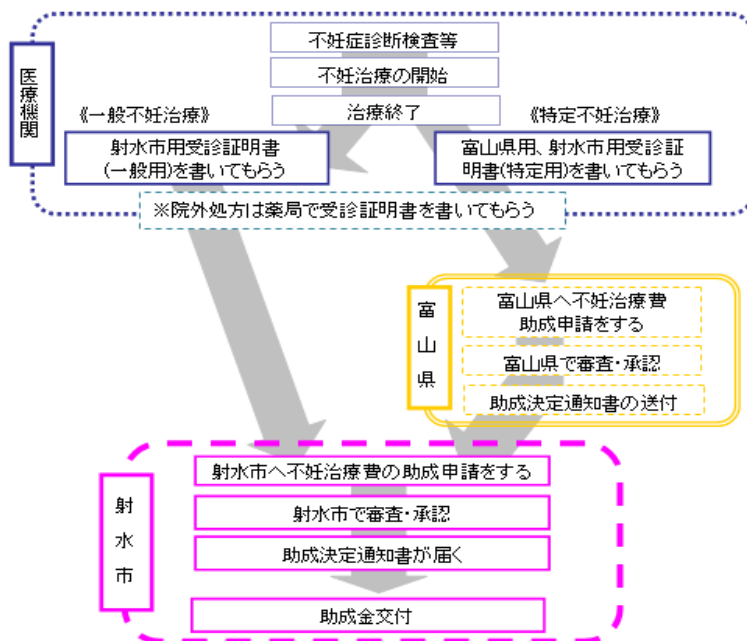 不妊症診断検査等
医療機関
不妊治療の開始
《一般不妊治療》
治療終了
《特定不妊治療》
射水市用受診証明書
(一般用)を書いてもらう
富山県用、射水市用受診証
明書(特定用)を書いてもらう
※院外処方は薬局で受診証明書を書いてもらう
富山県
富山県へ不妊治療費
助成申請をする
富山県で審査・承認
助成決定通知書の送付
射水市
射水市へ不妊治療費の助成申請をする
射水市で審査・承認
助成決定通知書が届く
助成金交付